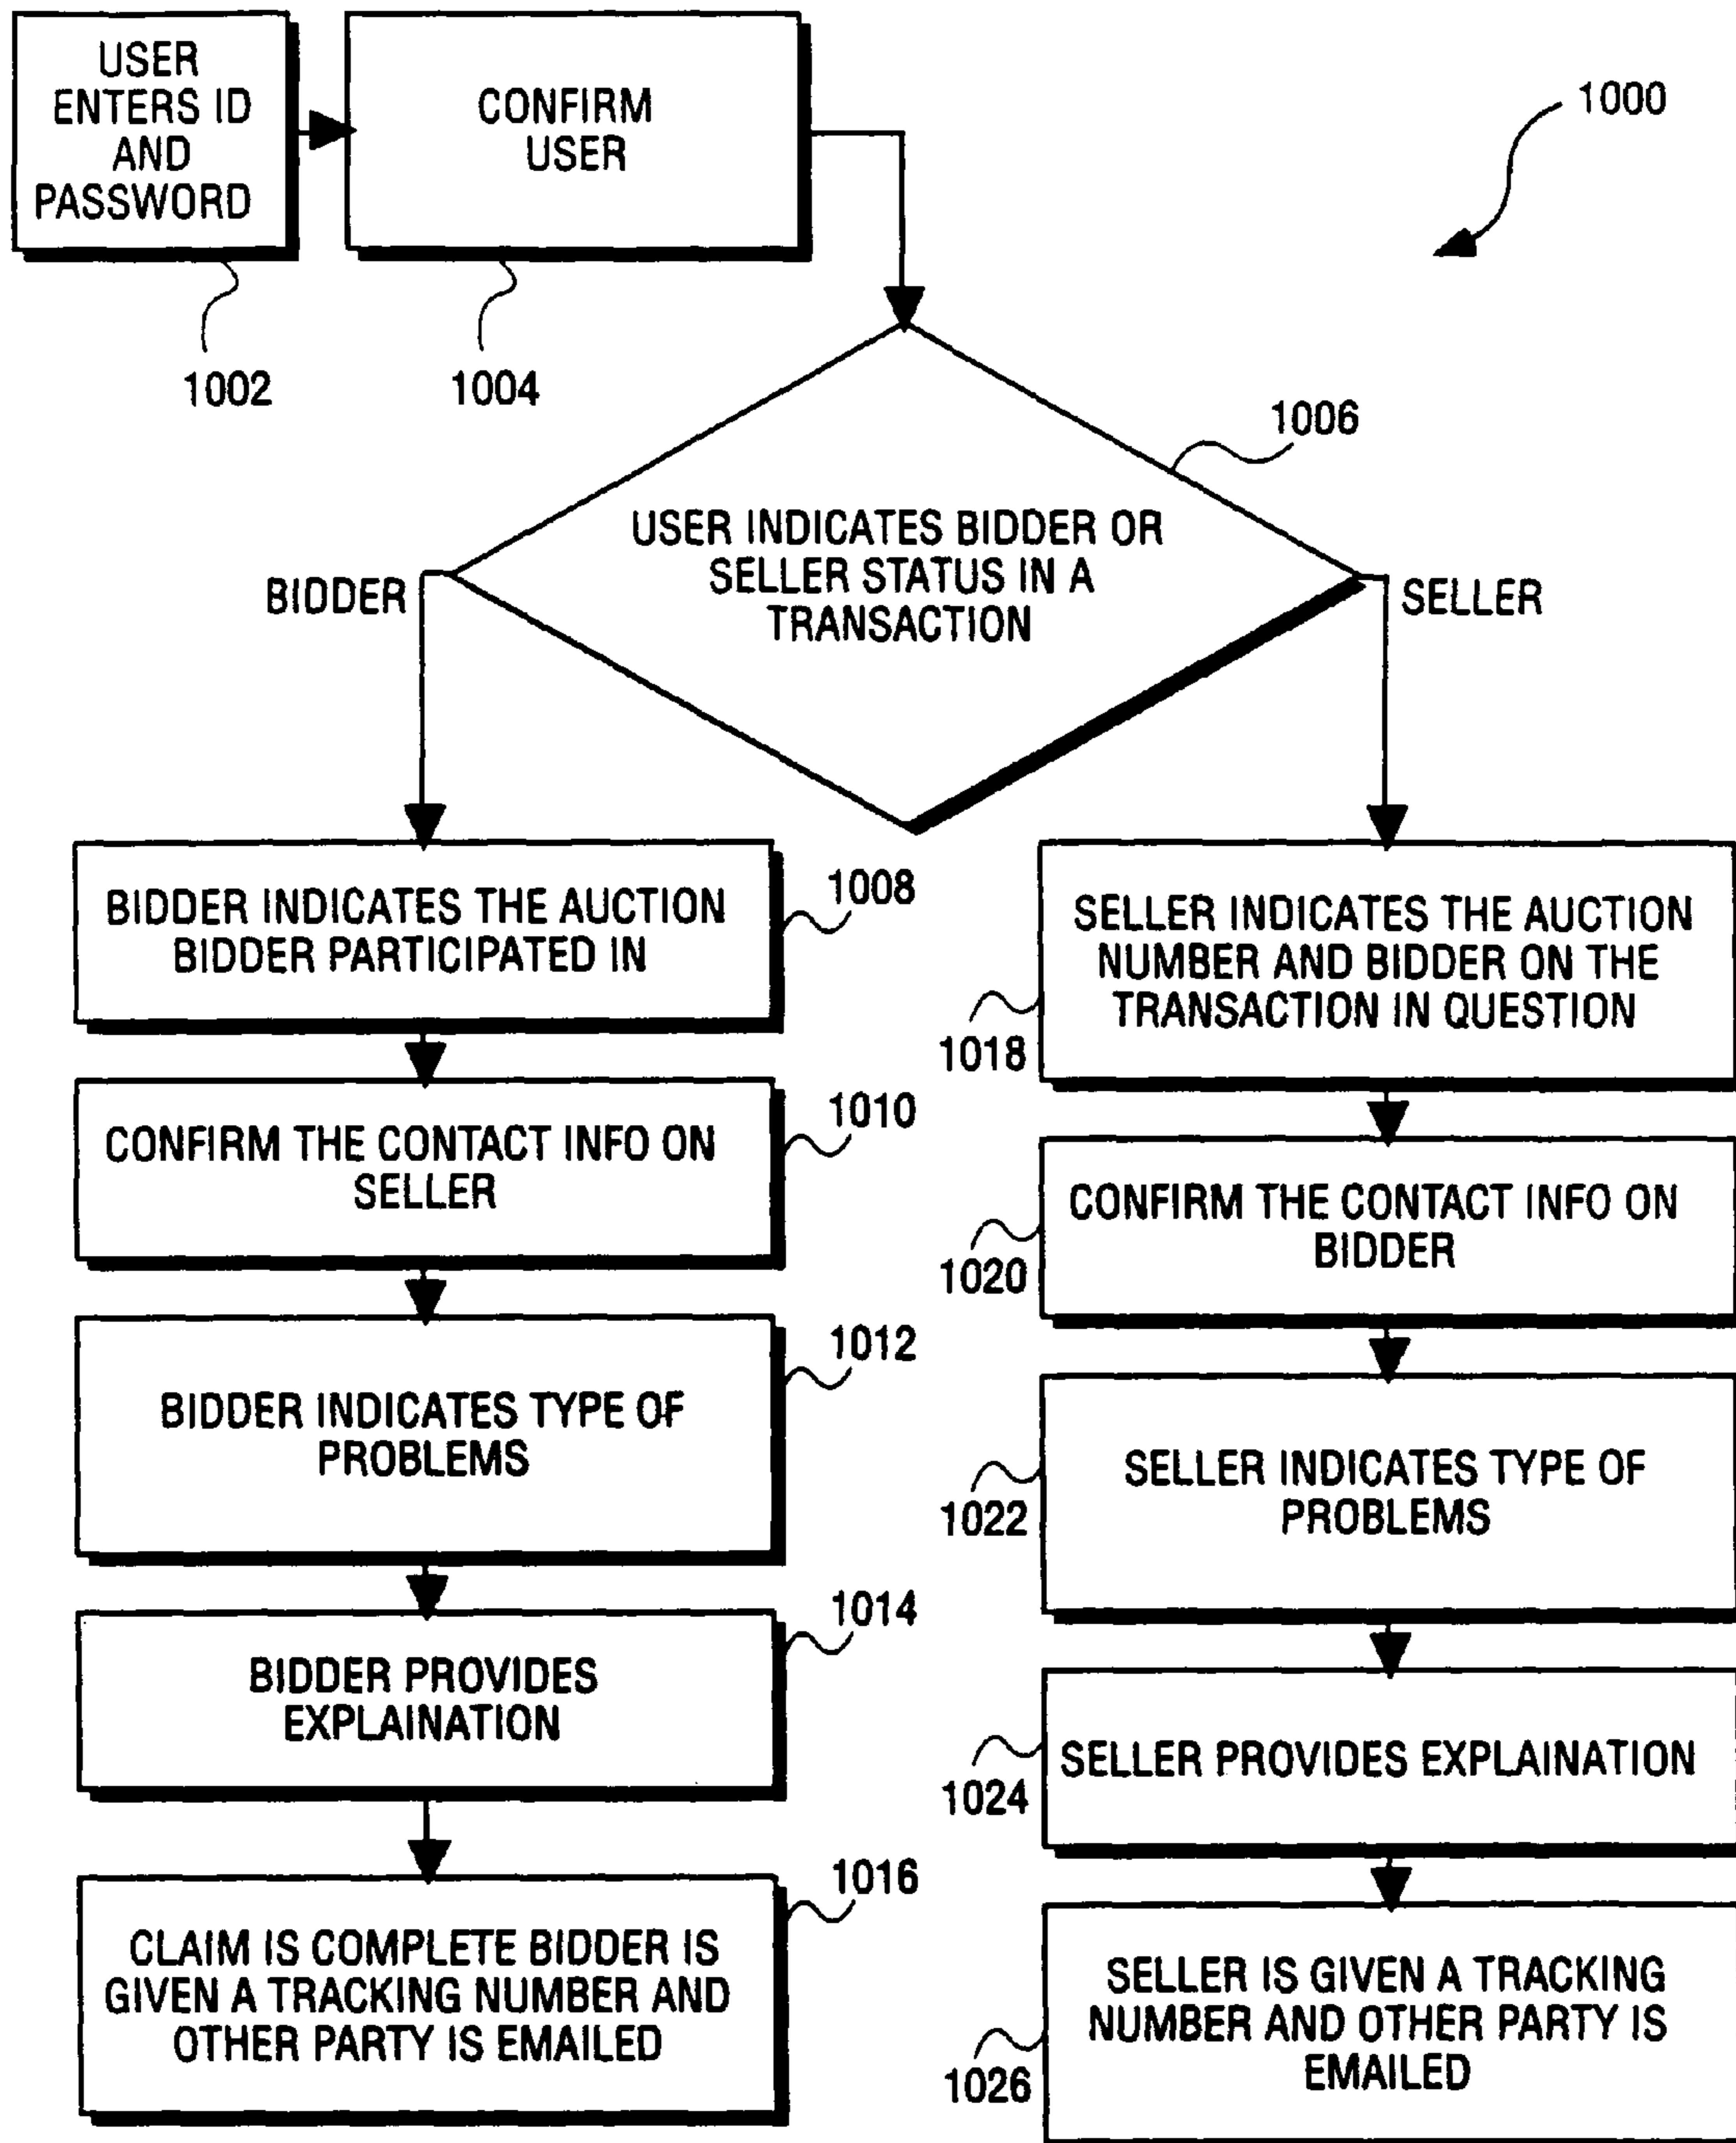 USER
ENTERS ID
AND
PASSWORD
1002
CONFIRM
USER
1004
1000
USER INDICATES BIDDER OR
SELLER STATUS IN A
TRANSACTION
1006
BIDDER
SELLER
BIDDER INDICATES THE AUCTION
BIDDER PARTICIPATED IN
1008
CONFIRM THE CONTACT INFO ON
SELLER
1010
BIDDER INDICATES TYPE OF
PROBLEMS
1012
BIDDER PROVIDES
EXPLAINATION
1014
CLAIM IS COMPLETE BIDDER IS
GIVEN A TRACKING NUMBER AND
OTHER PARTY IS EMAILED
1016
SELLER INDICATES THE AUCTION
NUMBER AND BIDDER ON THE
TRANSACTION IN QUESTION
1018
CONFIRM THE CONTACT INFO ON
BIDDER
1020
SELLER INDICATES TYPE OF
PROBLEMS
1022
SELLER PROVIDES EXPLAINATION
1024
SELLER IS GIVEN A TRACKING
NUMBER AND OTHER PARTY IS
EMAILED
1026